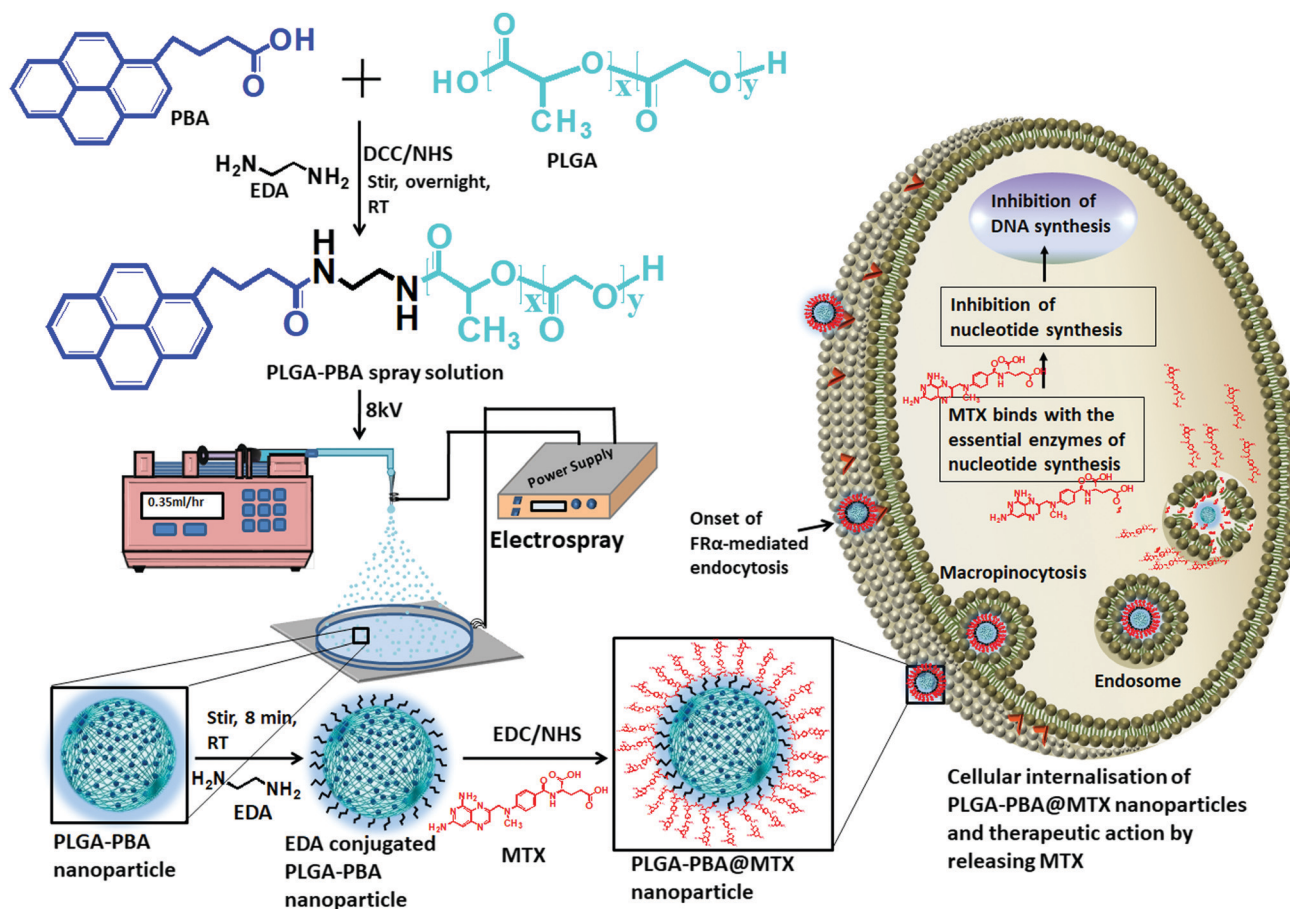 OH
O
PBA
HO
O
O
x
O
O
H
y
CH3
PLGA
H2N
NH2
EDA
DCC/NHS
Stir, overnight,
RT
O
H
N
N
H
O
O
x
O
O
H
y
CH3
PLGA-PBA spray solution
8kV
0.35ml/hr
Power Supply
Electrospray
PLGA-PBA
nanoparticle
Stir, 8 min,
RT
H2N
NH2
EDA
EDA conjugated
PLGA-PBA
nanoparticle
EDC/NHS
MTX
PLGA-PBA@MTX
nanoparticle
Inhibition of
DNA synthesis
Inhibition of
nucleotide synthesis
MTX binds with the
essential enzymes of
nucleotide synthesis
Onset of
FRα-mediated
endocytosis
Macropinocytosis
Endosome
Cellular internalisation of
PLGA-PBA@MTX nanoparticles
and therapeutic action by
releasing MTX